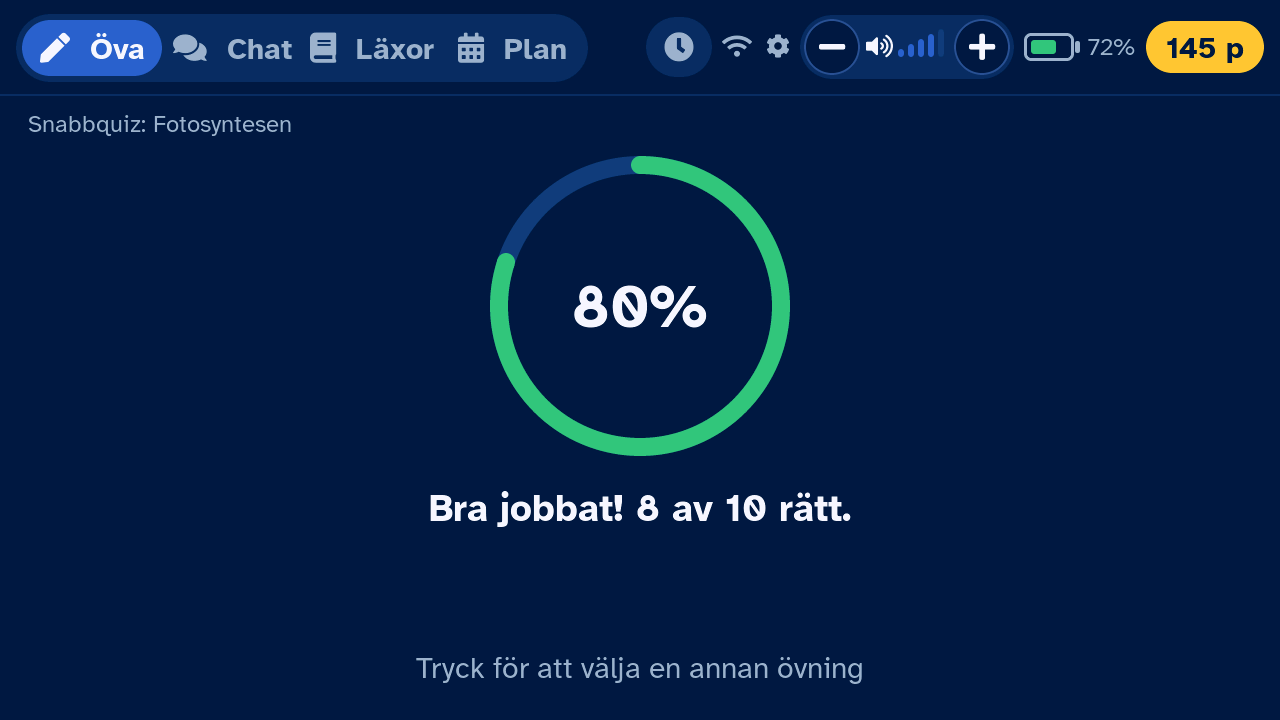 Öva Chat Läxor Plan 72% 145 p
Snabbquiz: Fotosyntesen
80%
Bra jobbat! 8 av 10 rätt.
Tryck för att välja en annan övning